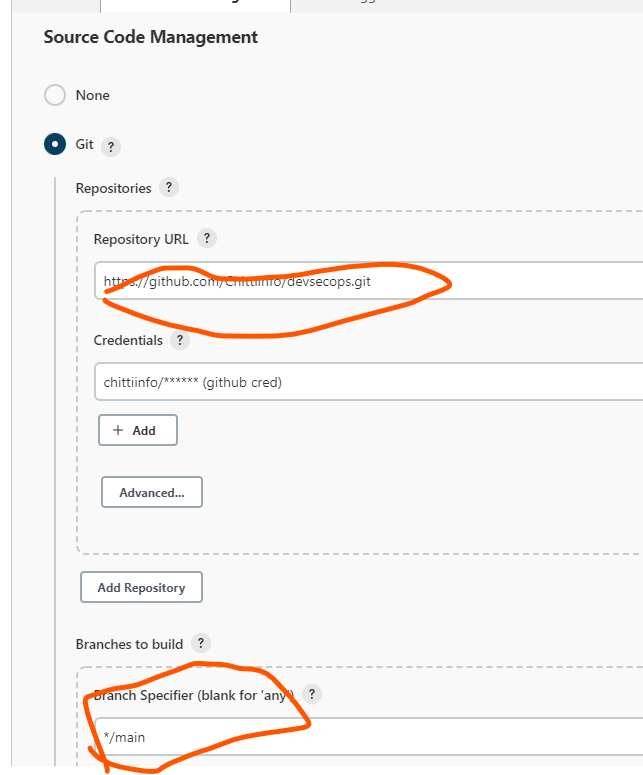 Source Code Management
None
Git ?
Repositories ?
Repository URL ?
https://github.com/Chittiinfo/devsecops.git
Credentials ?
chittiinfo/****** (github cred)
+ Add
Advanced...
Add Repository
Branches to build ?
Branch Specifier (blank for 'any') ?
*/main